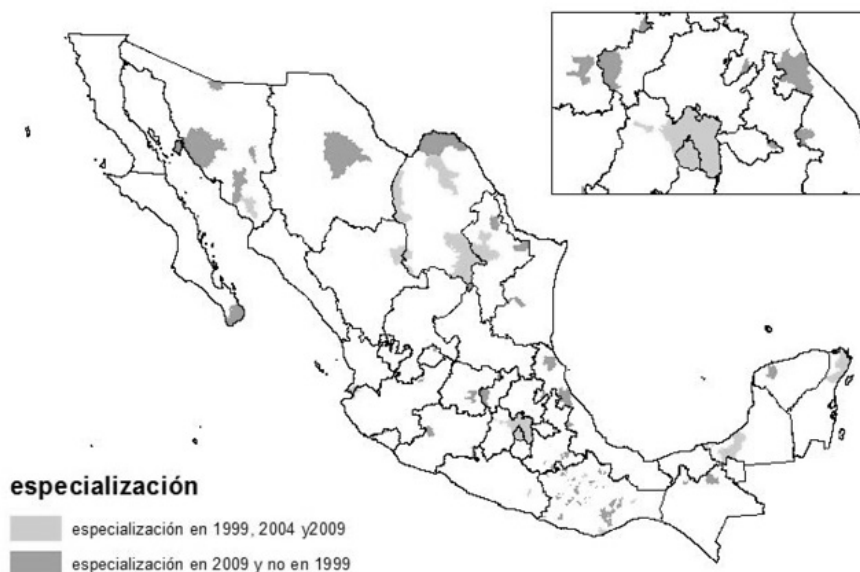 especialización
especialización en 1999, 2004 y2009
especialización en 2009 y no en 1999